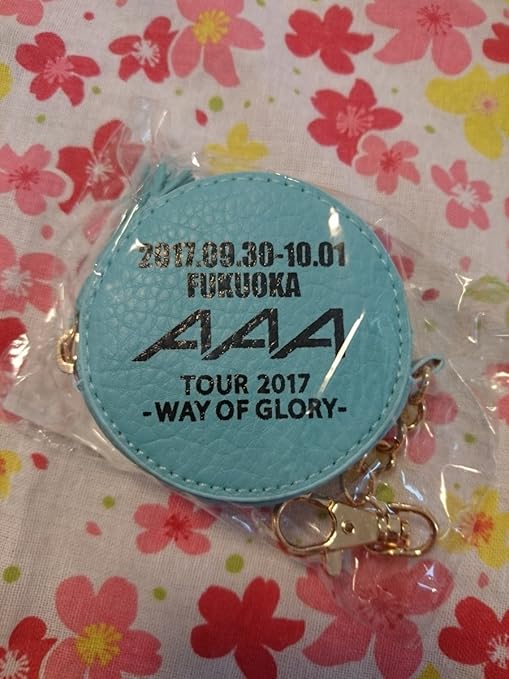 2017.09.30-10.01
FUKUOKA
AAA
TOUR 2017
-WAY OF GLORY-